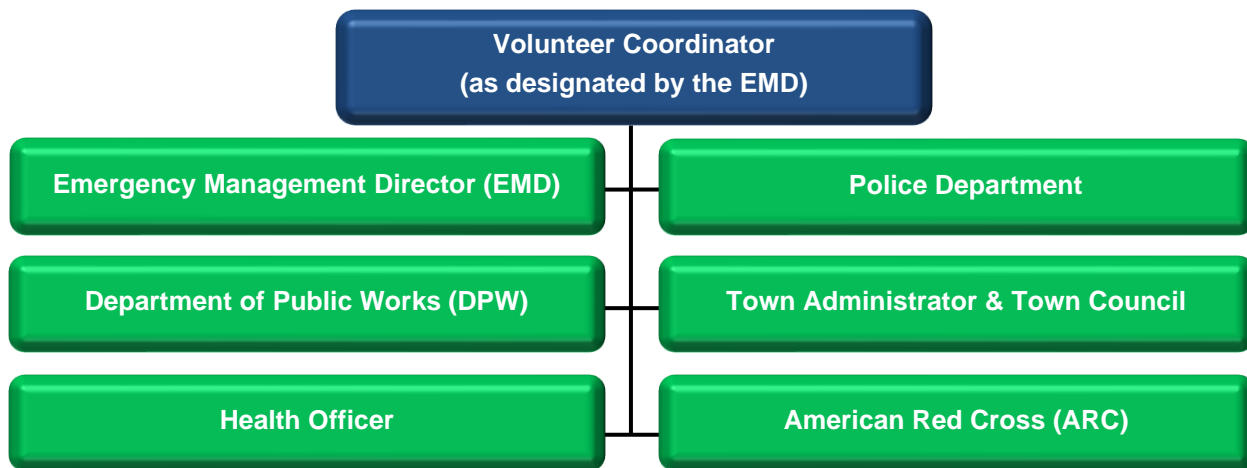 Volunteer Coordinator
(as designated by the EMD)
Emergency Management Director (EMD)
Police Department
Department of Public Works (DPW)
Town Administrator & Town Council
Health Officer
American Red Cross (ARC)